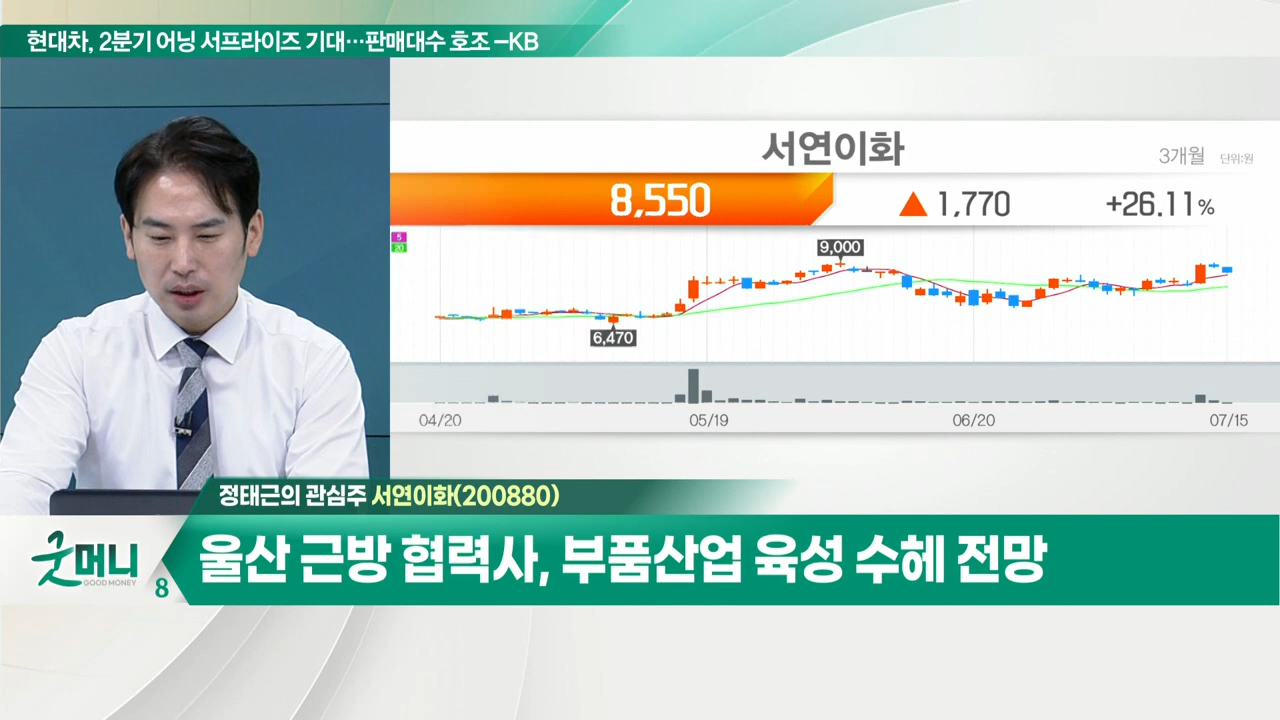 현대차, 2분기 어닝 서프라이즈 기대…판매대수 호조 –KB
서연이화
3개월 단위:원
8,550 ▲ 1,770 +26.11%
5
20
9,000
6,470
04/20 05/19 06/20 07/15
정태근의 관심주 서연이화(200880)
굿머니
GOOD MONEY
8
울산 근방 협력사, 부품산업 육성 수혜 전망